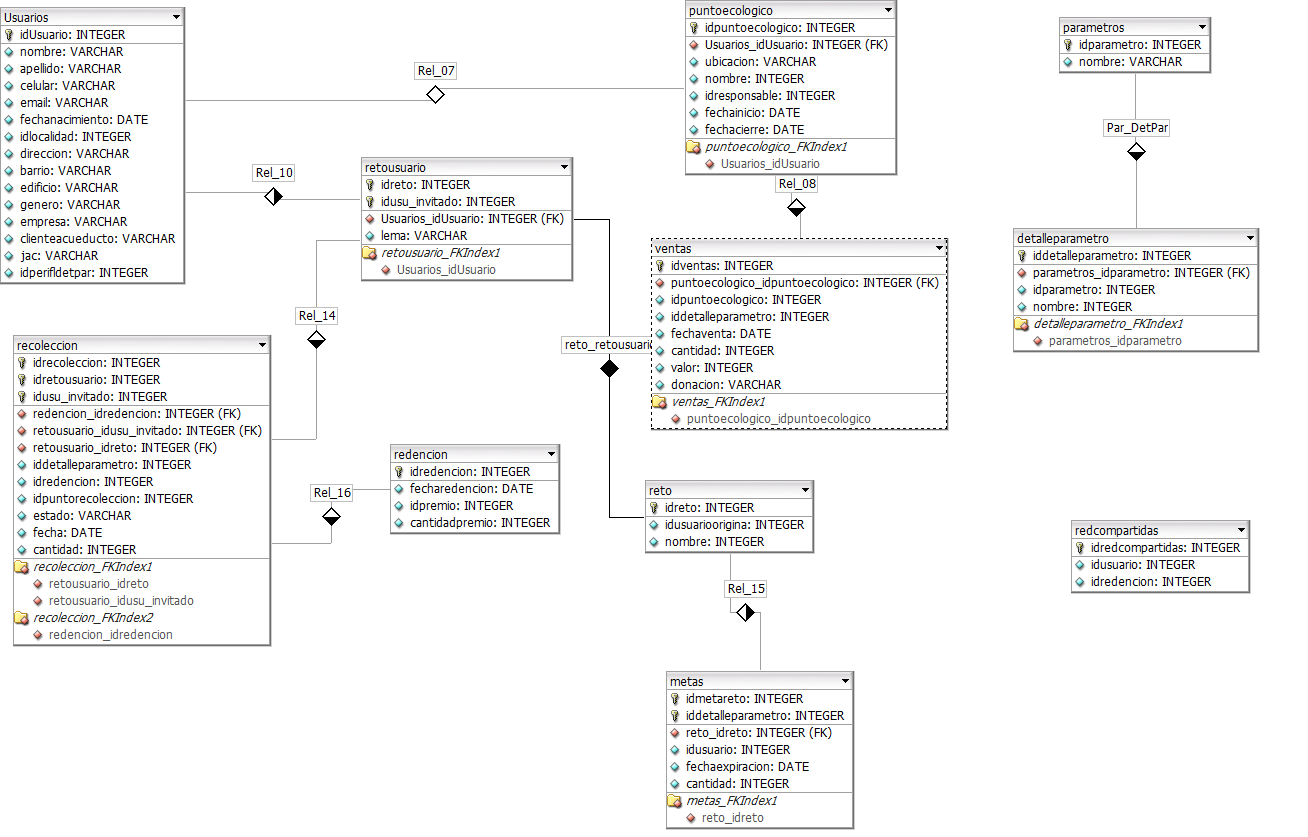 Usuarios
idUsuario: INTEGER
nombre: VARCHAR
apellido: VARCHAR
celular: VARCHAR
email: VARCHAR
fechanacimiento: DATE
idlocalidad: INTEGER
direccion: VARCHAR
barrio: VARCHAR
edificio: VARCHAR
genero: VARCHAR
empresa: VARCHAR
clienteacueducto: VARCHAR
jac: VARCHAR
idperifldetpar: INTEGER
Rel_07
puntoecologico
idpuntoecologico: INTEGER
Usuarios_idUsuario: INTEGER (FK)
ubicacion: VARCHAR
nombre: INTEGER
idresponsable: INTEGER
fechainicio: DATE
fechacierre: DATE
puntoecologico_FKIndex1
Usuarios_idUsuario
parametros
idparametro: INTEGER
nombre: VARCHAR
Par_DetPar
Rel_10
retousuario
idreto: INTEGER
idusu_invitado: INTEGER
Usuarios_idUsuario: INTEGER (FK)
lema: VARCHAR
retousuario_FKIndex1
Usuarios_idUsuario
Rel_08
ventas
idventas: INTEGER
puntoecologico_idpuntoecologico: INTEGER (FK)
idpuntoecologico: INTEGER
iddetalleparametro: INTEGER
fechaventa: DATE
cantidad: INTEGER
valor: INTEGER
donacion: VARCHAR
ventas_FKIndex1
puntoecologico_idpuntoecologico
detalleparametro
iddetalleparametro: INTEGER
parametros_idparametro: INTEGER (FK)
idparametro: INTEGER
nombre: INTEGER
detalleparametro_FKIndex1
parametros_idparametro
Rel_14
reto_retousuario
recoleccion
idrecoleccion: INTEGER
idretousuario: INTEGER
idusu_invitado: INTEGER
redencion_idredencion: INTEGER (FK)
retousuario_idusu_invitado: INTEGER (FK)
retousuario_idreto: INTEGER (FK)
iddetalleparametro: INTEGER
idredencion: INTEGER
idpuntorecoleccion: INTEGER
estado: VARCHAR
fecha: DATE
cantidad: INTEGER
recoleccion_FKIndex1
retousuario_idreto
retousuario_idusu_invitado
recoleccion_FKIndex2
redencion_idredencion
Rel_16
redencion
idredencion: INTEGER
fecharedencion: DATE
idpremio: INTEGER
cantidadpremio: INTEGER
reto
idreto: INTEGER
idusuarioorigina: INTEGER
nombre: INTEGER
redcompartidas
idredcompartidas: INTEGER
idusuario: INTEGER
idredencion: INTEGER
Rel_15
metas
idmetareto: INTEGER
iddetalleparametro: INTEGER
reto_idreto: INTEGER (FK)
idusuario: INTEGER
fechaexpiracion: DATE
cantidad: INTEGER
metas_FKIndex1
reto_idreto